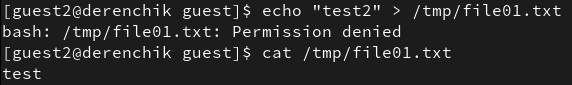 [guest2@derenchik guest]$ echo "test2" > /tmp/file01.txt
bash: /tmp/file01.txt: Permission denied
[guest2@derenchik guest]$ cat /tmp/file01.txt
test